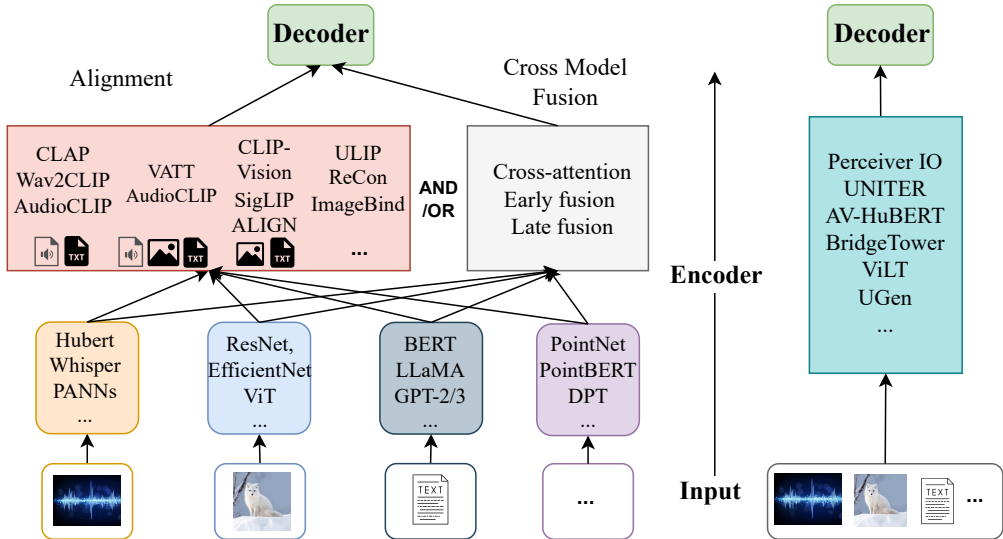 Decoder
Decoder
Alignment
Cross Model
Fusion
CLAP
Wav2CLIP
AudioCLIP
TXT
VATT
AudioCLIP
TXT
CLIP-
Vision
SigLIP
ALIGN
TXT
ULIP
ReCon
ImageBind
...
AND
/OR
Cross-attention
Early fusion
Late fusion
Encoder
Perceiver IO
UNITER
AV-HuBERT
BridgeTower
ViLT
UGen
...
Hubert
Whisper
PANNs
...
ResNet,
EfficientNet
ViT
...
BERT
LLaMA
GPT-2/3
...
PointNet
PointBERT
DPT
...
TEXT
...
Input
TEXT
...